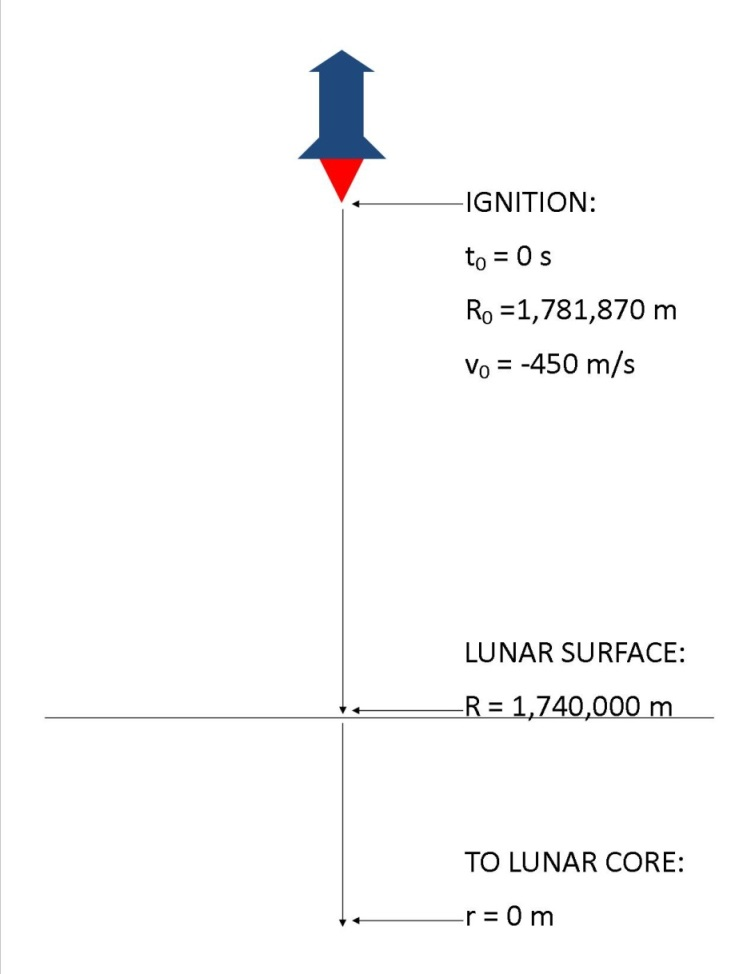 IGNITION:
t₀ = 0 s
R₀ =1,781,870 m
v₀ = -450 m/s
LUNAR SURFACE:
R = 1,740,000 m
TO LUNAR CORE:
r = 0 m